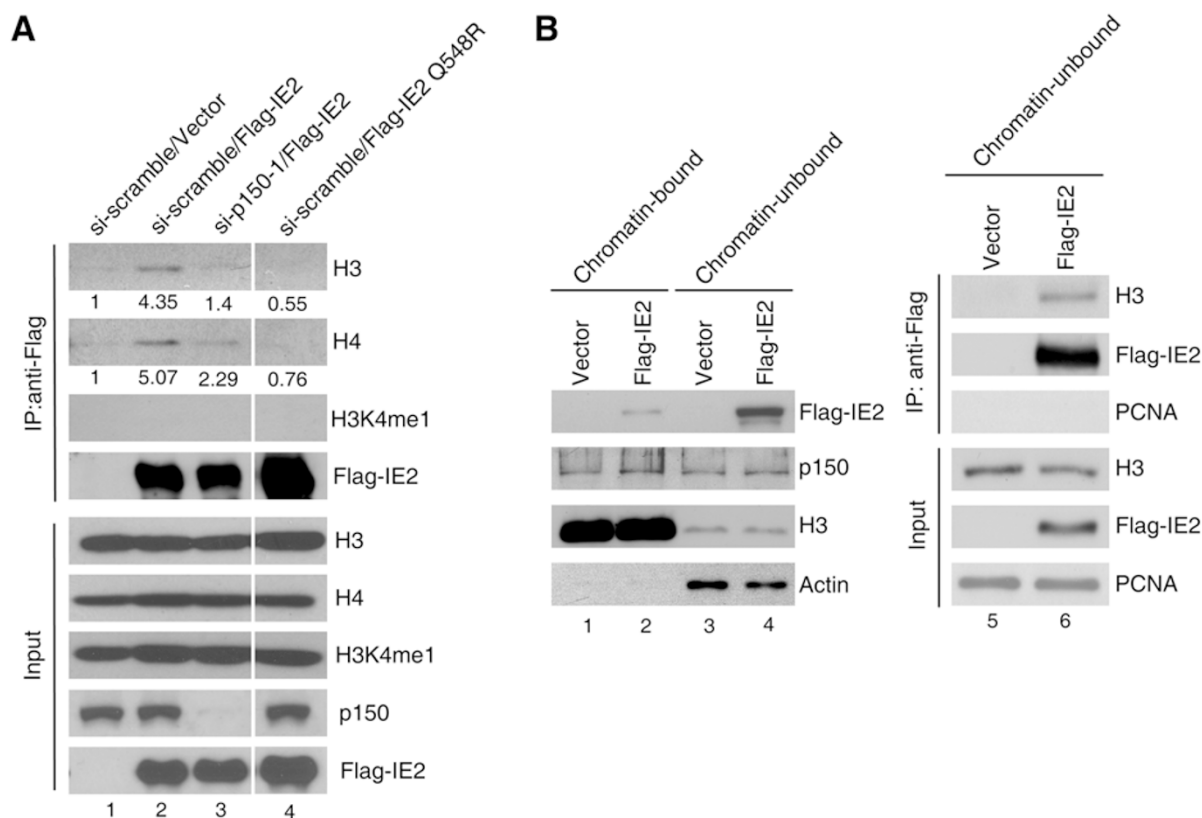 A
si-scramble/Vector
si-scramble/Flag-IE2
si-p150-1/Flag-IE2
si-scramble/Flag-IE2 Q548R
IP:anti-Flag
H3
1 4.35 1.4 0.55
H4
1 5.07 2.29 0.76
H3K4me1
Flag-IE2
Input
H3
H4
H3K4me1
p150
Flag-IE2
1 2 3 4
B
Chromatin-bound
Chromatin-unbound
Vector
Flag-IE2
Vector
Flag-IE2
Flag-IE2
p150
H3
Actin
1 2 3 4
Chromatin-unbound
Vector
Flag-IE2
IP: anti-Flag
H3
Flag-IE2
PCNA
Input
H3
Flag-IE2
PCNA
5 6